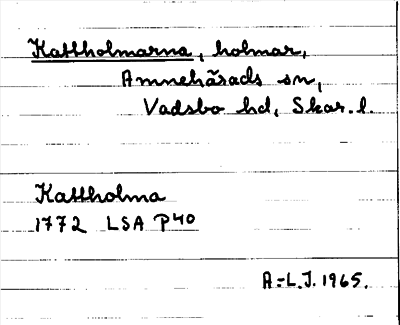 Kattholmarna, holmar,
Amnehärads sn,
Vadsbo hd, Skar. l.
Kattholma
1772 LSA P40
A-L.J. 1965.